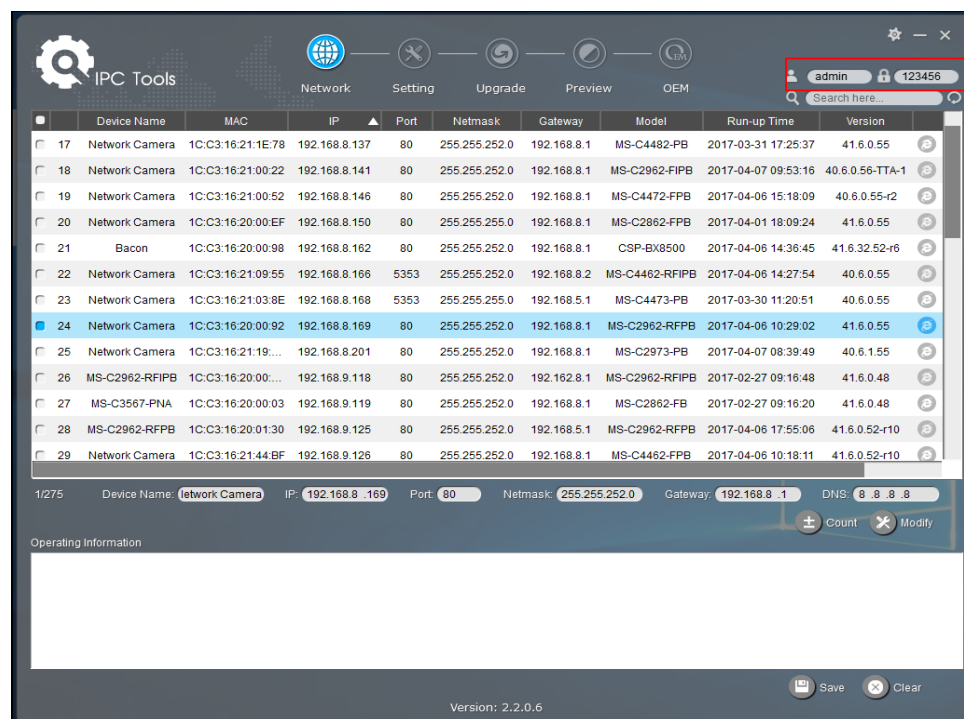 IPC Tools
Network Setting Upgrade Preview OEM
admin 123456
Search here...
Device Name MAC IP Port Netmask Gateway Model Run-up Time Version
17 Network Camera 1C:C3:16:21:1E:78 192.168.8.137 80 255.255.252.0 192.168.8.1 MS-C4482-PB 2017-03-31 17:25:37 41.6.0.55
18 Network Camera 1C:C3:16:21:00:22 192.168.8.141 80 255.255.252.0 192.168.8.1 MS-C2962-FIPB 2017-04-07 09:53:16 40.6.0.56-TTA-1
19 Network Camera 1C:C3:16:21:00:52 192.168.8.146 80 255.255.252.0 192.168.8.1 MS-C4472-FPB 2017-04-06 15:18:09 40.6.0.55-r2
20 Network Camera 1C:C3:16:20:00:EF 192.168.8.150 80 255.255.252.0 192.168.8.1 MS-C2862-FPB 2017-04-01 18:09:24 41.6.0.55
21 Bacon 1C:C3:16:20:00:98 192.168.8.162 80 255.255.252.0 192.168.8.1 CSP-BX8500 2017-04-06 14:36:45 41.6.32.52-r6
22 Network Camera 1C:C3:16:21:09:55 192.168.8.166 5353 255.255.252.0 192.168.8.2 MS-C4462-RFIPB 2017-04-06 14:27:54 40.6.0.55
23 Network Camera 1C:C3:16:21:03:8E 192.168.8.168 5353 255.255.255.0 192.168.5.1 MS-C4473-PB 2017-03-30 11:20:51 40.6.0.55
24 Network Camera 1C:C3:16:20:00:92 192.168.8.169 80 255.255.252.0 192.168.8.1 MS-C2962-RFPB 2017-04-06 10:29:02 41.6.0.55
25 Network Camera 1C:C3:16:21:19:... 192.168.8.201 80 255.255.252.0 192.168.8.1 MS-C2973-PB 2017-04-07 08:39:49 40.6.1.55
26 MS-C2962-RFIPB 1C:C3:16:20:00:... 192.168.9.118 80 255.255.252.0 192.162.8.1 MS-C2962-RFIPB 2017-02-27 09:16:48 41.6.0.48
27 MS-C3567-PNA 1C:C3:16:20:00:03 192.168.9.119 80 255.255.252.0 192.168.8.1 MS-C2862-FB 2017-02-27 09:16:20 41.6.0.48
28 MS-C2962-RFPB 1C:C3:16:20:01:30 192.168.9.125 80 255.255.252.0 192.168.5.1 MS-C2962-RFPB 2017-04-06 17:55:06 41.6.0.52-r10
29 Network Camera 1C:C3:16:21:44:BF 192.168.9.126 80 255.255.252.0 192.168.8.1 MS-C4462-FPB 2017-04-06 10:18:11 41.6.0.52-r10
1/275 Device Name: letwork Camera IP: 192.168.8 .169 Port: 80 Netmask: 255.255.252.0 Gateway: 192.168.8 .1 DNS: 8 .8 .8 .8
Count Modify
Operating Information
Save Clear
Version: 2.2.0.6